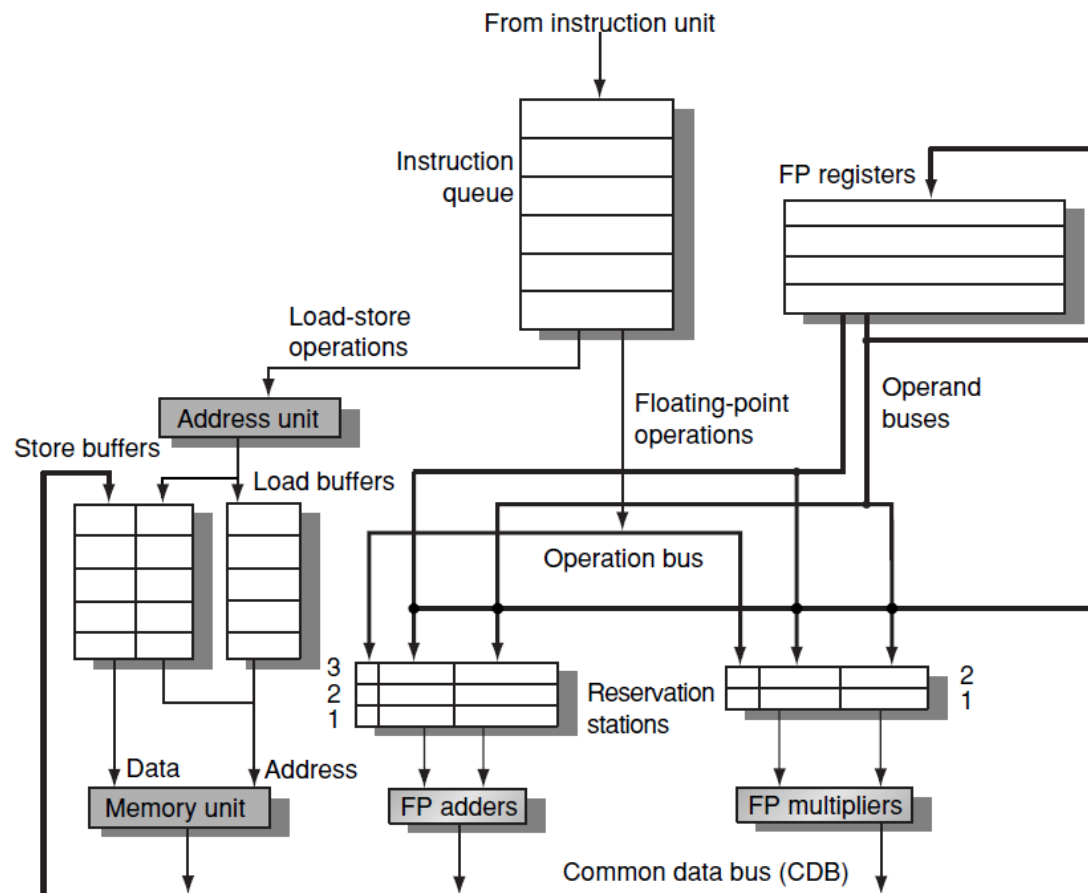 From instruction unit
Instruction
queue
FP registers
Load-store
operations
Address unit
Floating-point
operations
Operand
buses
Store buffers
Load buffers
Operation bus
3
2
1
Reservation
stations
2
1
Data
Address
Memory unit
FP adders
FP multipliers
Common data bus (CDB)